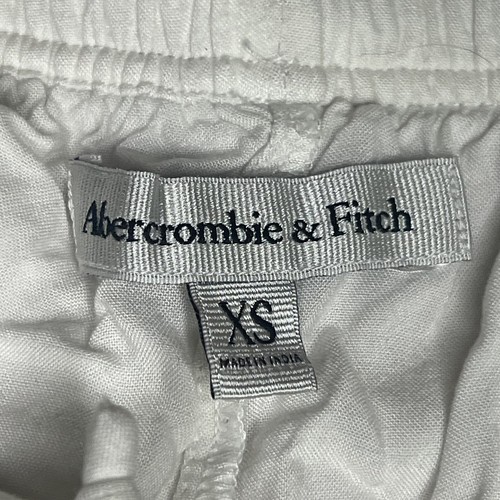 Abercrombie & Fitch
XS
MADE IN INDIA